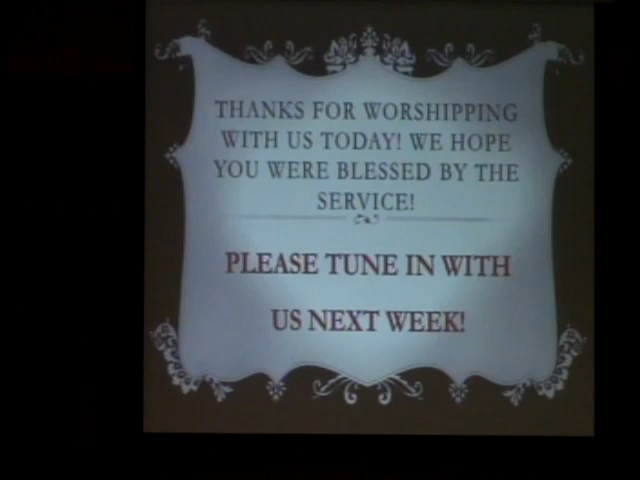 THANKS FOR WORSHIPPING
WITH US TODAY! WE HOPE
YOU WERE BLESSED BY THE
SERVICE!
PLEASE TUNE IN WITH
US NEXT WEEK!